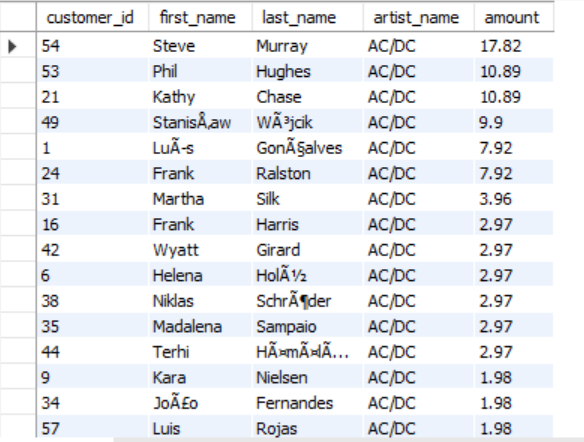 customer_id first_name last_name artist_name amount
54 Steve Murray AC/DC 17.82
53 Phil Hughes AC/DC 10.89
21 Kathy Chase AC/DC 10.89
49 StanisÅ‚aw WÃ³jcik AC/DC 9.9
1 LuÃ-s GonÃ§alves AC/DC 7.92
24 Frank Ralston AC/DC 7.92
31 Martha Silk AC/DC 3.96
16 Frank Harris AC/DC 2.97
42 Wyatt Girard AC/DC 2.97
6 Helena HolÃ½ AC/DC 2.97
38 Niklas SchrÃ¶der AC/DC 2.97
35 Madalena Sampaio AC/DC 2.97
44 Terhi HÃ¤mÃ¤lÃ... AC/DC 2.97
9 Kara Nielsen AC/DC 1.98
34 JoÃ£o Fernandes AC/DC 1.98
57 Luis Rojas AC/DC 1.98